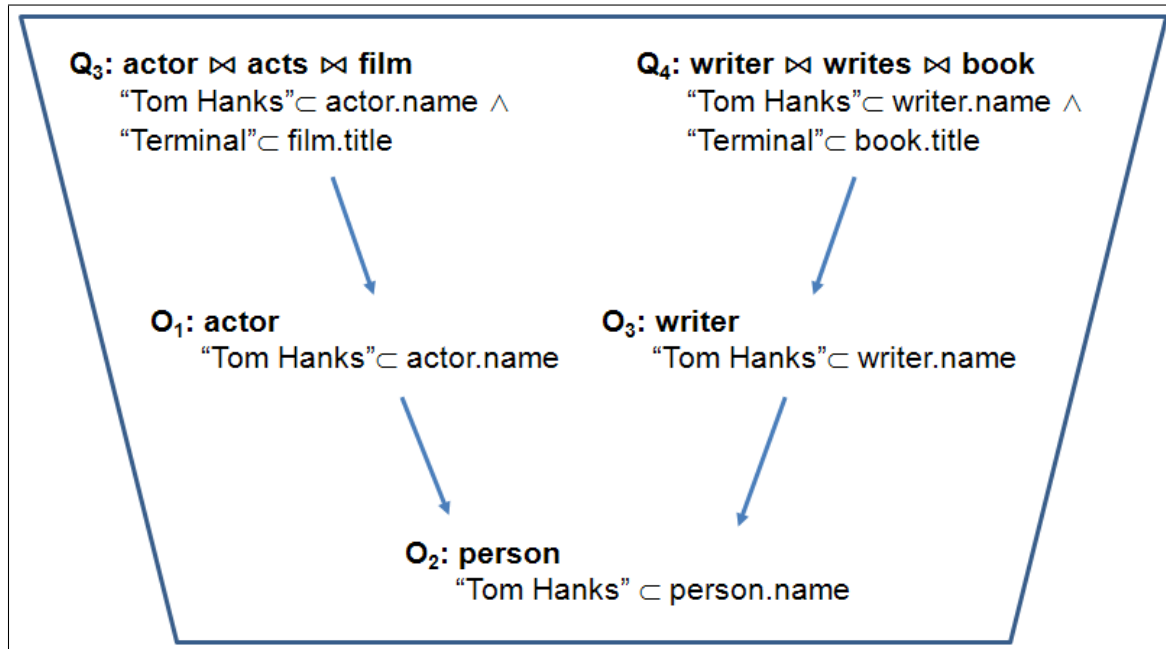 Q₃: actor ⋈ acts ⋈ film
“Tom Hanks”⊂ actor.name ∧
“Terminal”⊂ film.title
Q₄: writer ⋈ writes ⋈ book
“Tom Hanks”⊂ writer.name ∧
“Terminal”⊂ book.title
O₁: actor
“Tom Hanks”⊂ actor.name
O₃: writer
“Tom Hanks”⊂ writer.name
O₂: person
“Tom Hanks” ⊂ person.name